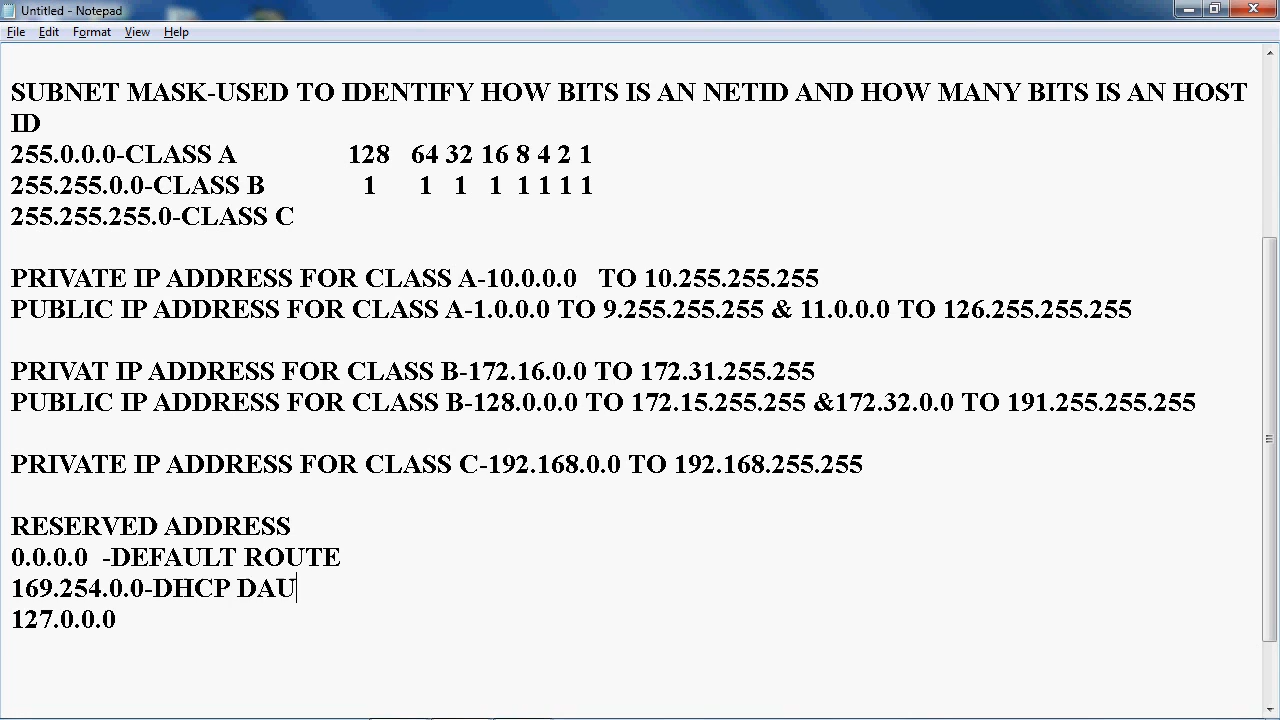 Untitled - Notepad
File Edit Format View Help
SUBNET MASK-USED TO IDENTIFY HOW BITS IS AN NETID AND HOW MANY BITS IS AN HOST
ID
255.0.0.0-CLASS A 128 64 32 16 8 4 2 1
255.255.0.0-CLASS B 1 1 1 1 1 1 1 1
255.255.255.0-CLASS C
PRIVATE IP ADDRESS FOR CLASS A-10.0.0.0 TO 10.255.255.255
PUBLIC IP ADDRESS FOR CLASS A-1.0.0.0 TO 9.255.255.255 & 11.0.0.0 TO 126.255.255.255
PRIVAT IP ADDRESS FOR CLASS B-172.16.0.0 TO 172.31.255.255
PUBLIC IP ADDRESS FOR CLASS B-128.0.0.0 TO 172.15.255.255 &172.32.0.0 TO 191.255.255.255
PRIVATE IP ADDRESS FOR CLASS C-192.168.0.0 TO 192.168.255.255
RESERVED ADDRESS
0.0.0.0 -DEFAULT ROUTE
169.254.0.0-DHCP DAU
127.0.0.0